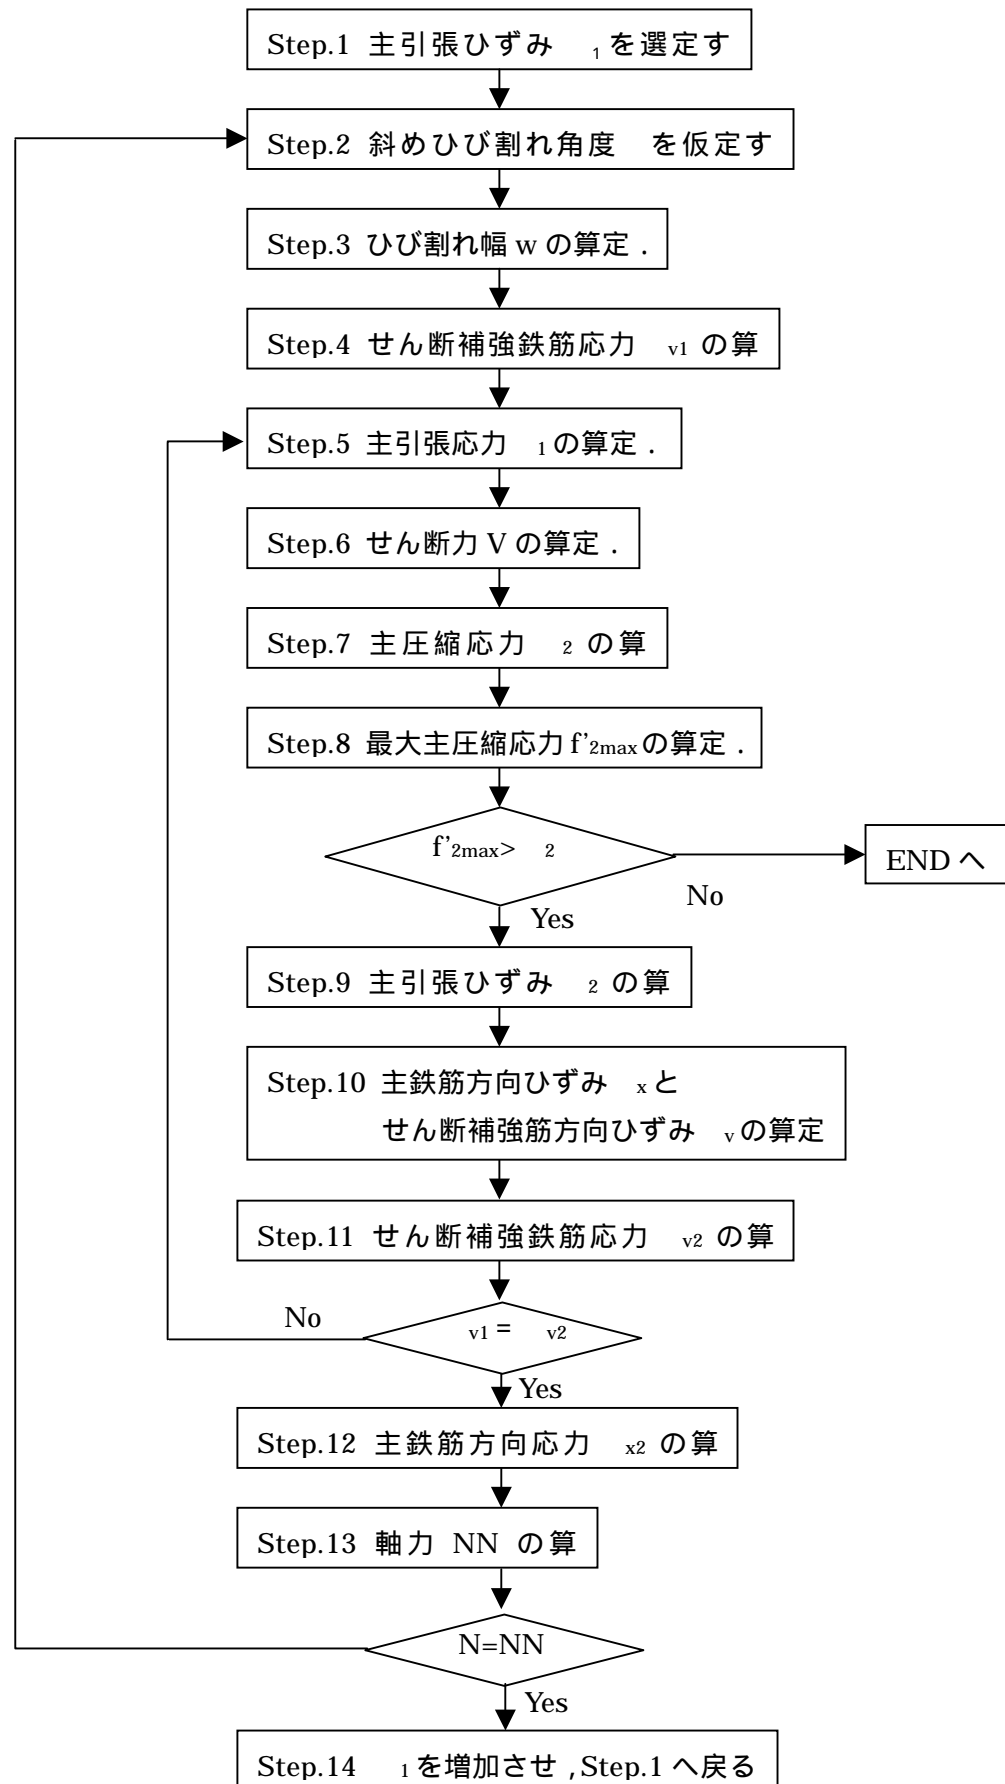 Step.1 主引張ひずみ 1を選定す
Step.2 斜めひび割れ角度 を仮定す
Step.3 ひび割れ幅 w の算定．
Step.4 せん断補強鉄筋応力 v1 の算
Step.5 主引張応力 1の算定．
Step.6 せん断力 V の算定．
Step.7 主圧縮応力 2 の算
Step.8 最大主圧縮応力 f'2maxの算定．
f'2max> 2
END へ
No
Yes
Step.9 主引張ひずみ 2 の算
Step.10 主鉄筋方向ひずみ xと
せん断補強筋方向ひずみ vの算定
Step.11 せん断補強鉄筋応力 v2 の算
No
v1 = v2
Yes
Step.12 主鉄筋方向応力 x2 の算
Step.13 軸力 NN の算
N=NN
Yes
Step.14 1を増加させ，Step.1 へ戻る